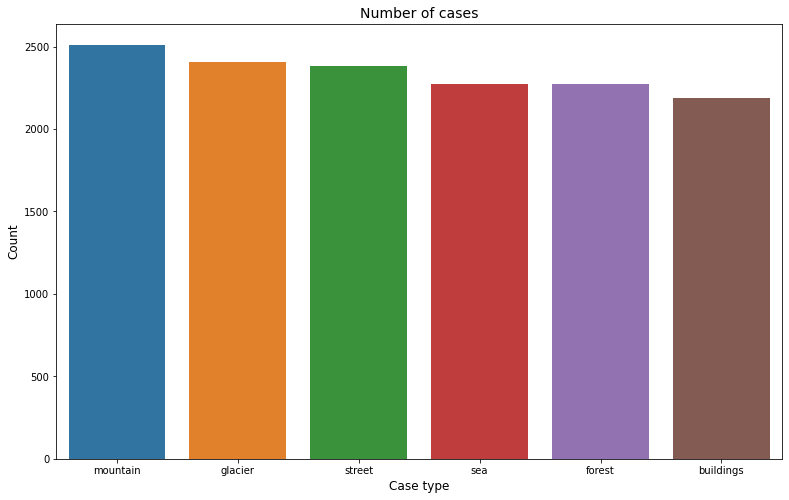 Number of cases
2500
2000
1500
1000
500
0
Count
mountain glacier street sea forest buildings
Case type